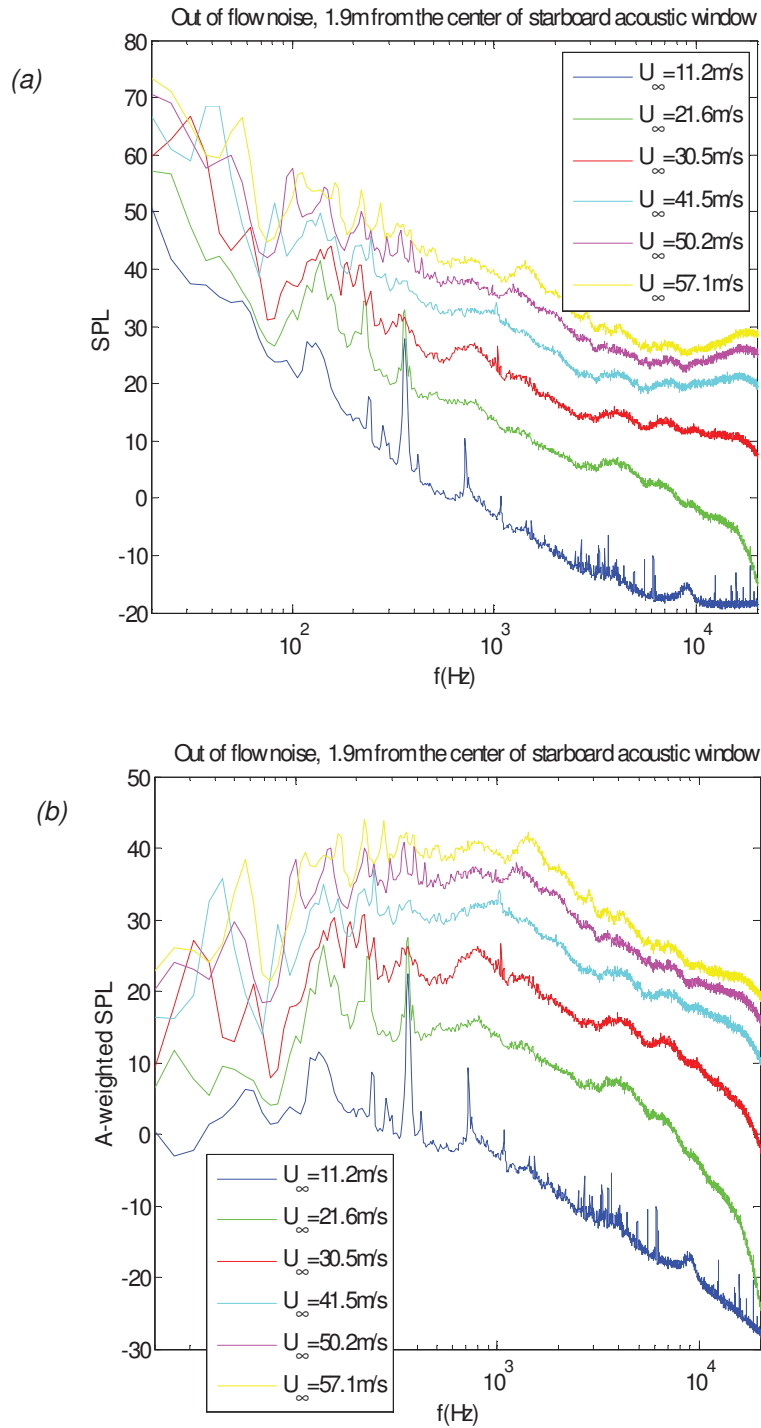 Out of flow noise, 1.9m from the center of starboard acoustic window
(a)
80
70
60
50
40
30
20
10
0
-10
-20
SPL
U∞=11.2m/s
U∞=21.6m/s
U∞=30.5m/s
U∞=41.5m/s
U∞=50.2m/s
U∞=57.1m/s
10² 10³ 10⁴
f(Hz)
Out of flow noise, 1.9m from the center of starboard acoustic window
(b)
50
40
30
20
10
0
-10
-20
-30
A-weighted SPL
U∞=11.2m/s
U∞=21.6m/s
U∞=30.5m/s
U∞=41.5m/s
U∞=50.2m/s
U∞=57.1m/s
10³ 10⁴
f(Hz)